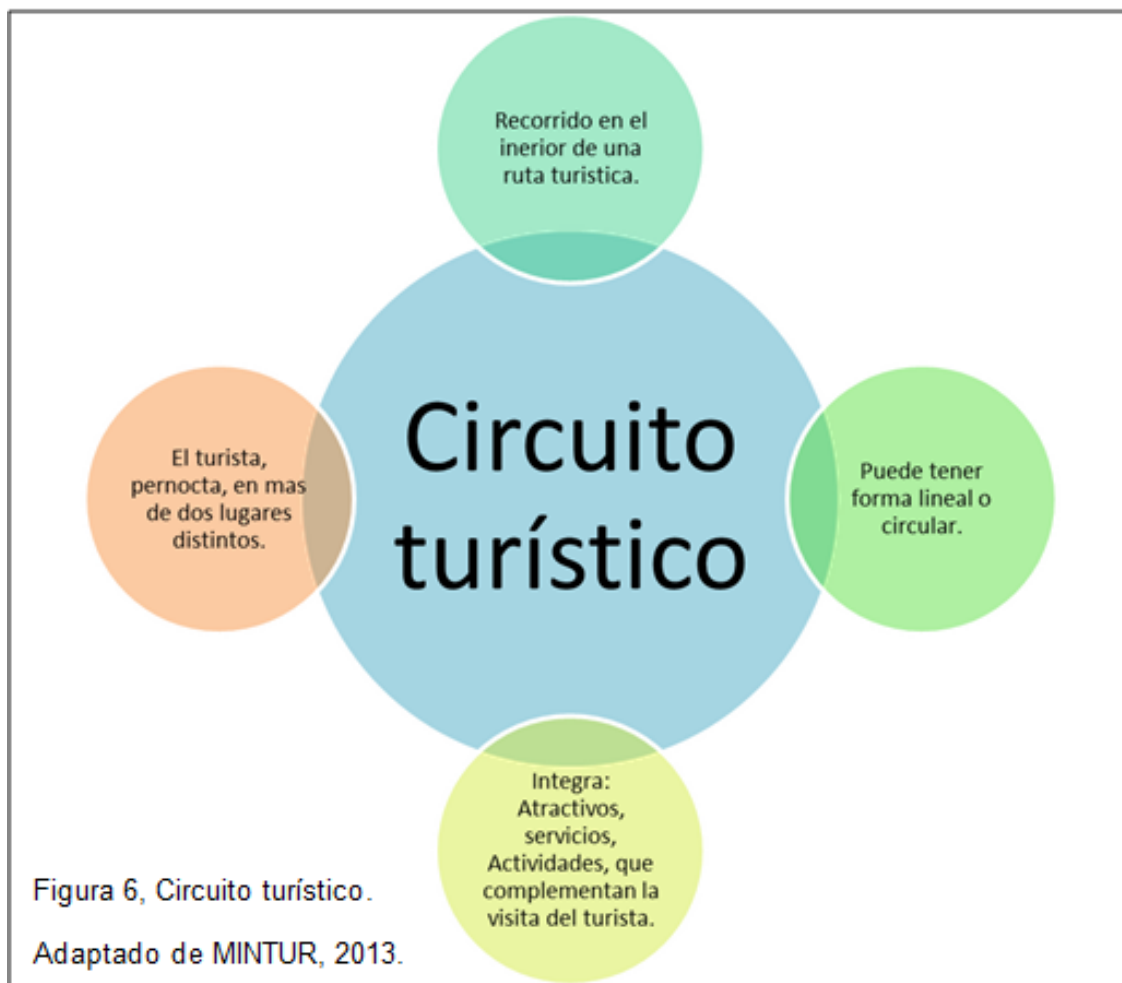 Recorrido en el
inerior de una
ruta turistica.
Circuito
turístico
El turista,
pernocta, en mas
de dos lugares
distintos.
Puede tener
forma lineal o
circular.
Integra:
Atractivos,
servicios,
Actividades, que
complementan la
visita del turista.
Figura 6, Circuito turístico.
Adaptado de MINTUR, 2013.